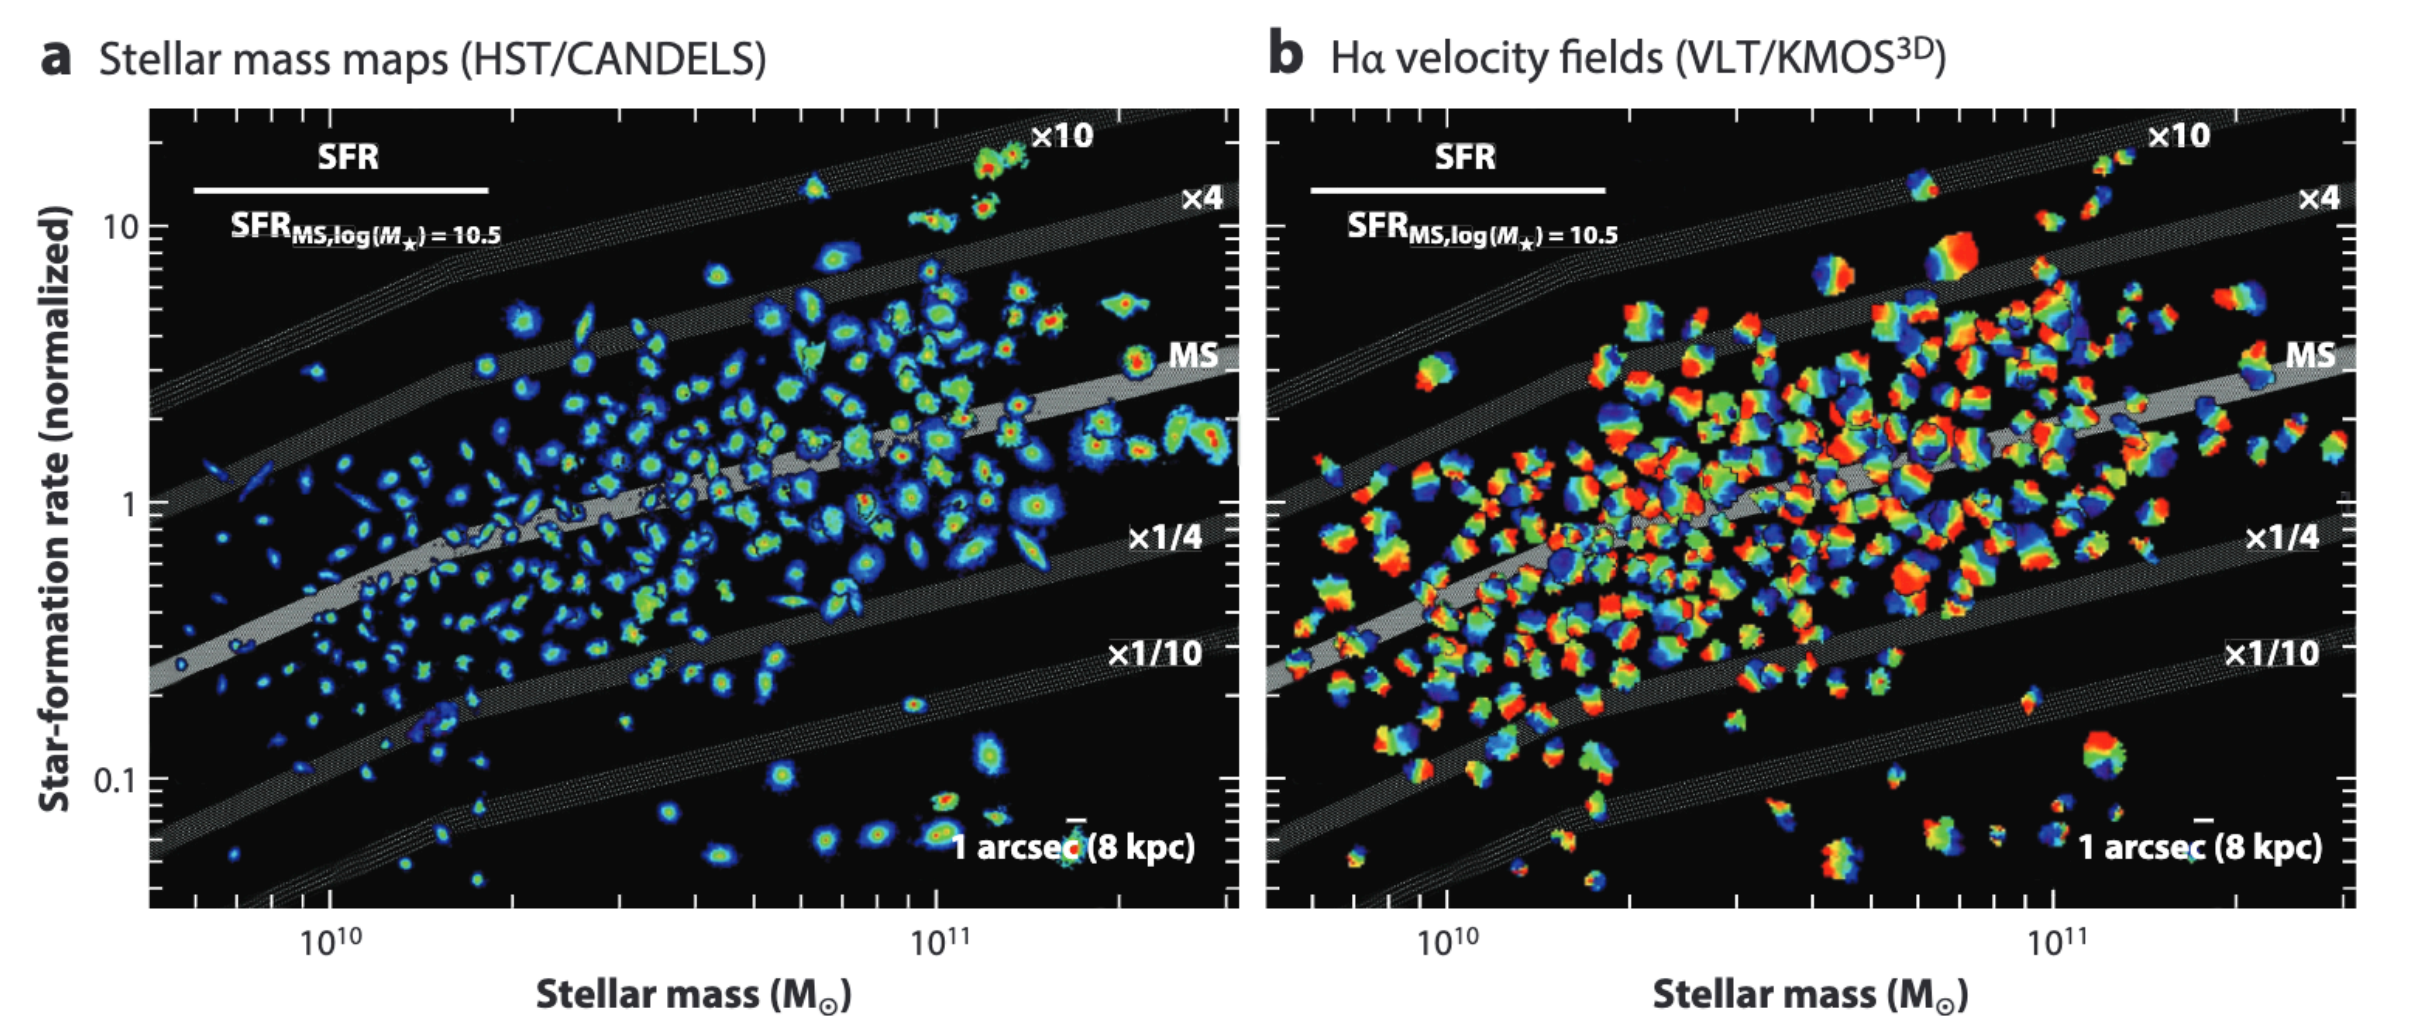 a Stellar mass maps (HST/CANDELS)
SFR
SFR_MS,log(M★) = 10.5
×10
×4
MS
×1/4
×1/10
1 arcsec (8 kpc)
10
1
0.1
Star-formation rate (normalized)
10¹⁰
10¹¹
Stellar mass (M⊙)
b Hα velocity fields (VLT/KMOS³ᴰ)
SFR
SFR_MS,log(M★) = 10.5
×10
×4
MS
×1/4
×1/10
1 arcsec (8 kpc)
10¹⁰
10¹¹
Stellar mass (M⊙)